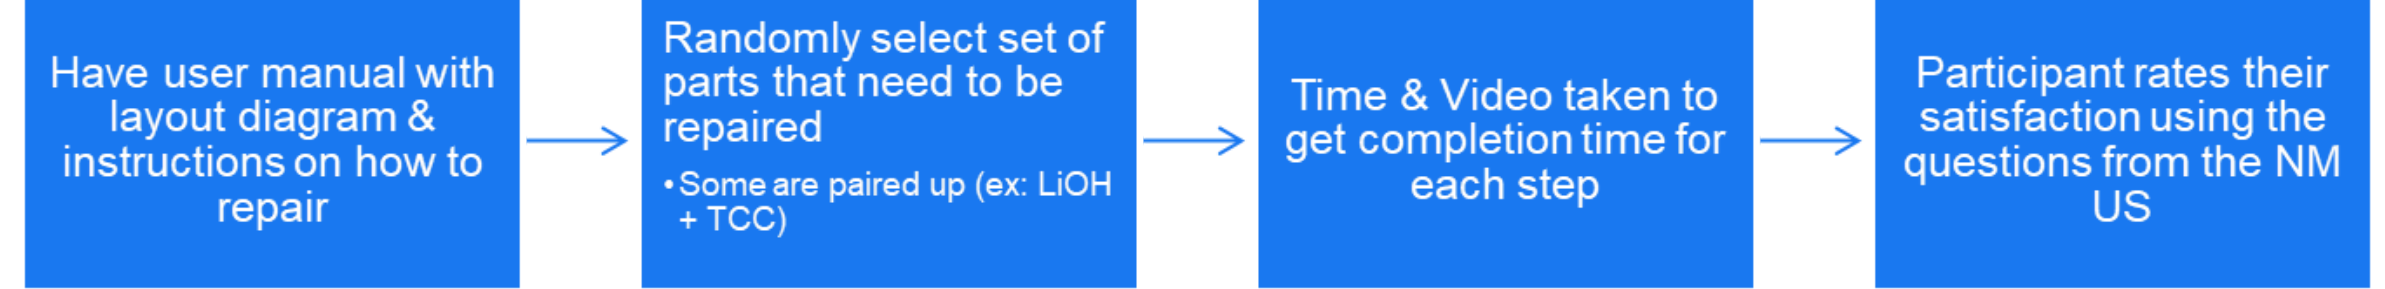 Have user manual with
layout diagram &
instructions on how to
repair
Randomly select set of
parts that need to be
repaired
•Some are paired up (ex: LiOH
+ TCC)
Time & Video taken to
get completion time for
each step
Participant rates their
satisfaction using the
questions from the NM
US